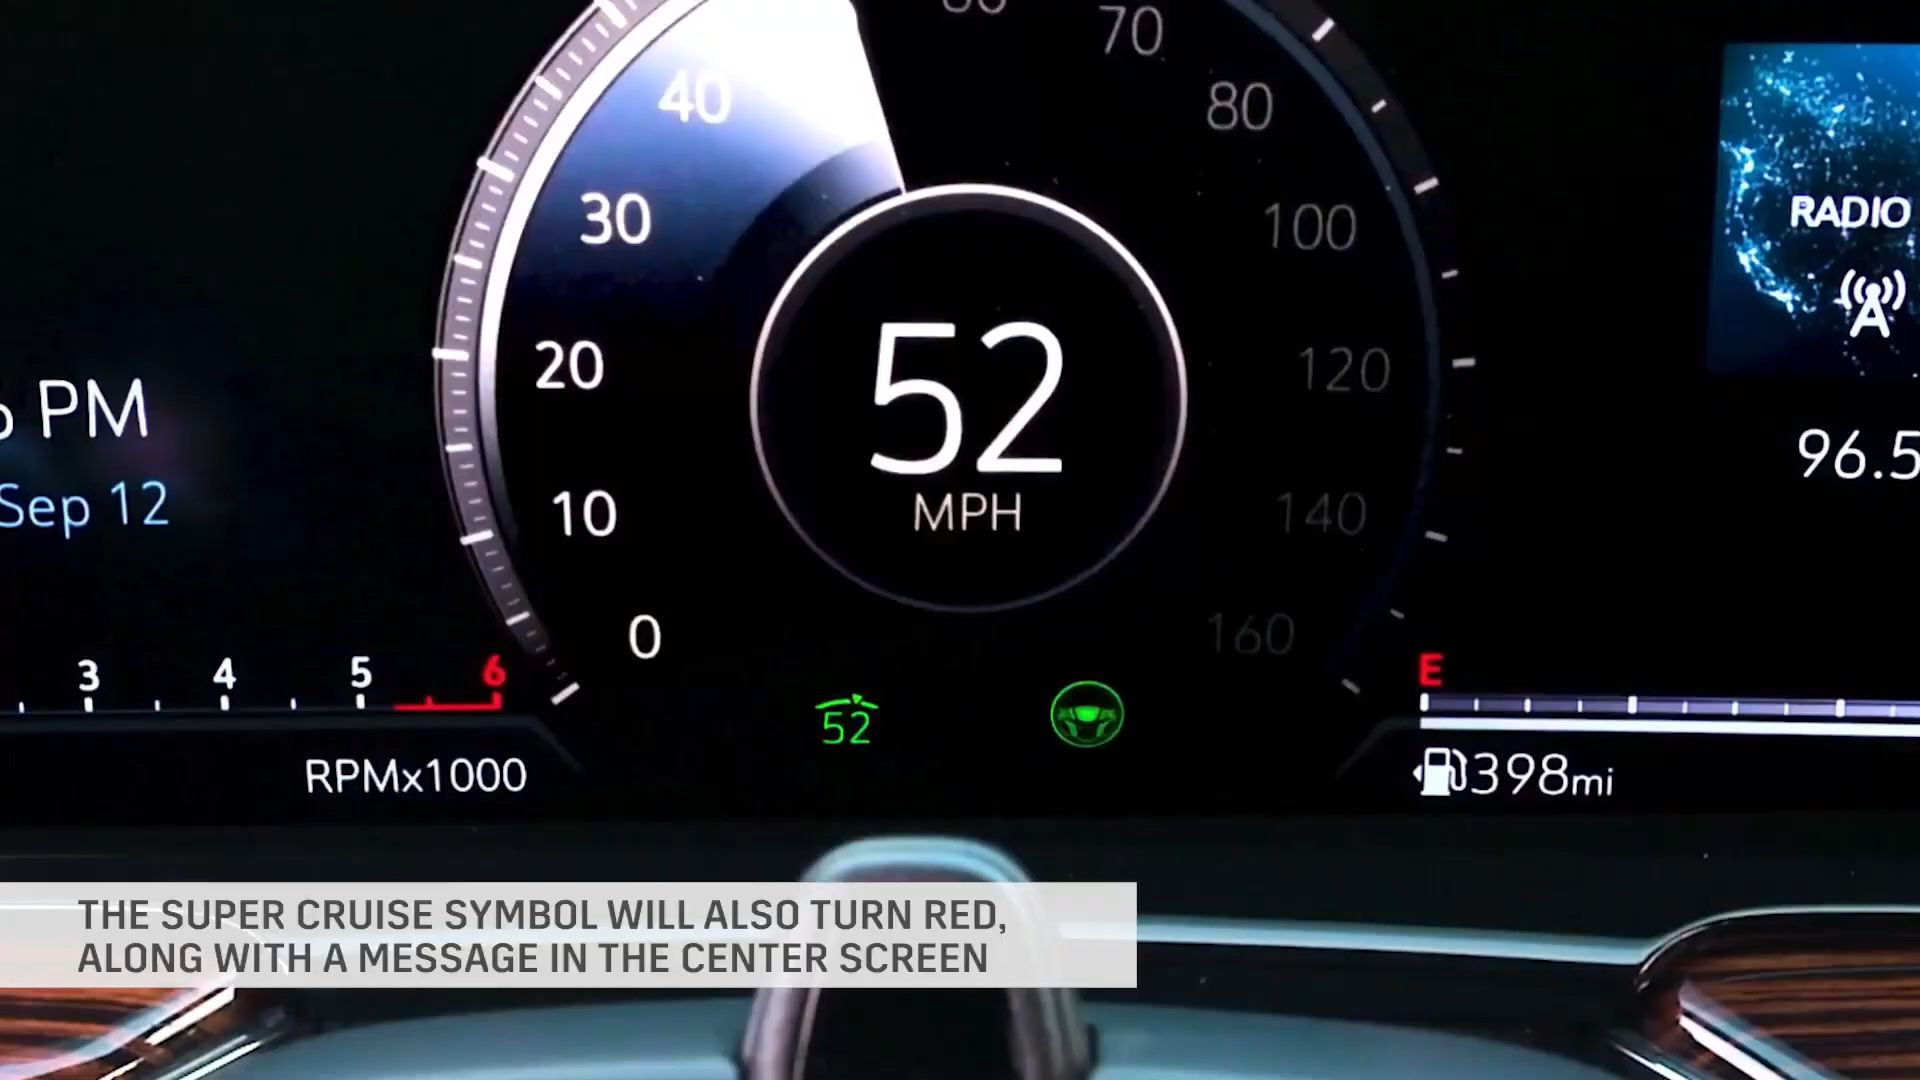 70
40
80
30
100
RADIO
52
20
120
PM
96.5
MPH
Sep 12
10
140
0
160
3 4 5 6
E
52
RPMx1000
398mi
THE SUPER CRUISE SYMBOL WILL ALSO TURN RED,
ALONG WITH A MESSAGE IN THE CENTER SCREEN